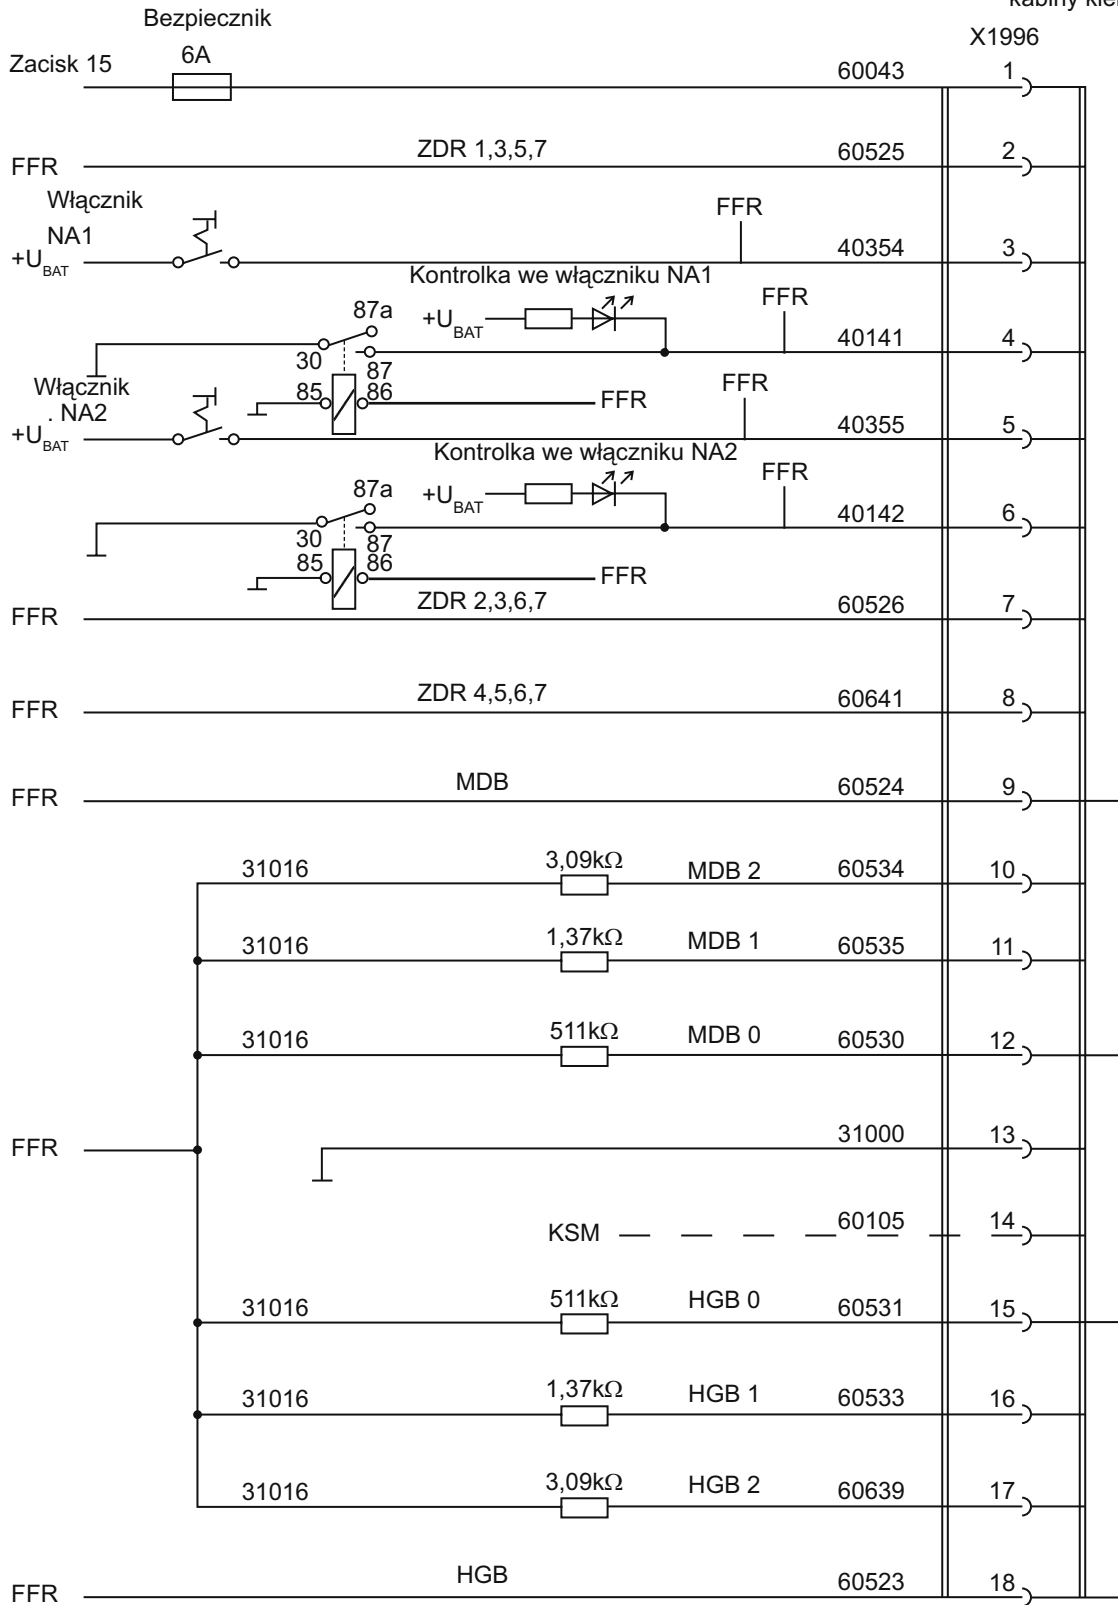 kabiny kie
Bezpiecznik
X1996
Zacisk 15
6A
60043
1
FFR
ZDR 1,3,5,7
60525
2
Włącznik
NA1
FFR
+U BAT
40354
3
Kontrolka we włączniku NA1
87a
+U BAT
FFR
30
87
40141
4
Włącznik
. NA2
85
86
FFR
FFR
+U BAT
40355
5
Kontrolka we włączniku NA2
87a
+U BAT
FFR
30
87
40142
6
85
86
FFR
FFR
ZDR 2,3,6,7
60526
7
FFR
ZDR 4,5,6,7
60641
8
FFR
MDB
60524
9
31016
3,09kΩ
MDB 2
60534
10
31016
1,37kΩ
MDB 1
60535
11
31016
511kΩ
MDB 0
60530
12
FFR
31000
13
KSM
60105
14
31016
511kΩ
HGB 0
60531
15
31016
1,37kΩ
HGB 1
60533
16
31016
3,09kΩ
HGB 2
60639
17
FFR
HGB
60523
18